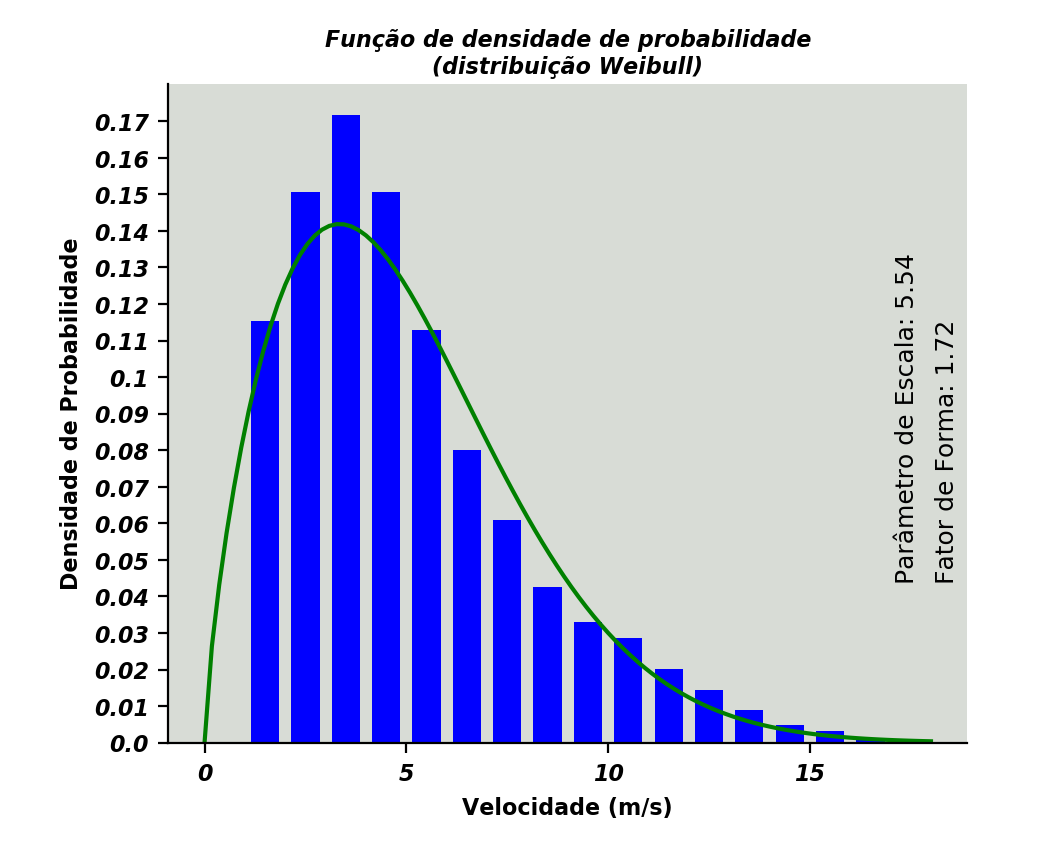 Função de densidade de probabilidade
(distribuição Weibull)
Densidade de Probabilidade
0.17
0.16
0.15
0.14
0.13
0.12
0.11
0.1
0.09
0.08
0.07
0.06
0.05
0.04
0.03
0.02
0.01
0.0
0 5 10 15
Velocidade (m/s)
Parâmetro de Escala: 5.54
Fator de Forma: 1.72